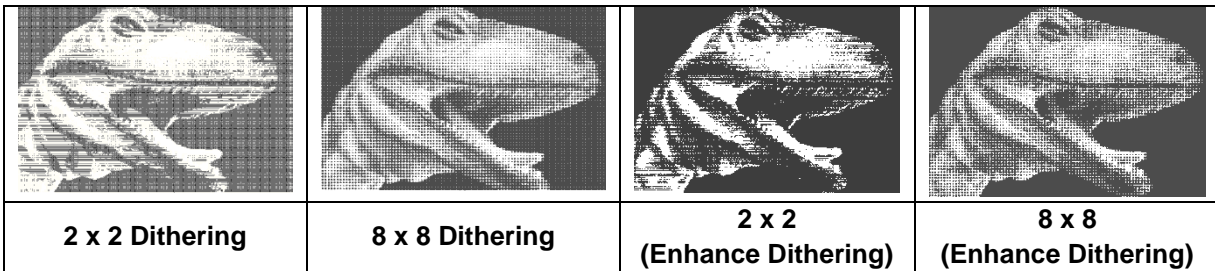 2 x 2 Dithering
8 x 8 Dithering
2 x 2
(Enhance Dithering)
8 x 8
(Enhance Dithering)